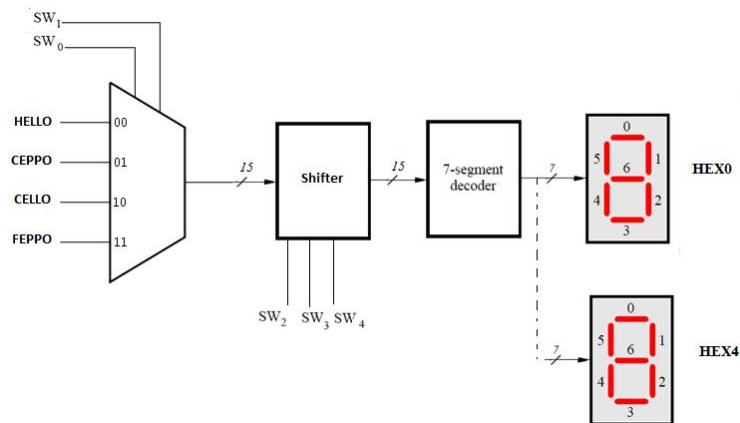 SW1
SW0
HELLO
00
CEPPO
01
CELLO
10
FEPPO
11
15
Shifter
SW2 SW3 SW4
15
7-segment
decoder
7
0
5 1
6
4 2
3
HEX0
7
0
5 1
6
4 2
3
HEX4